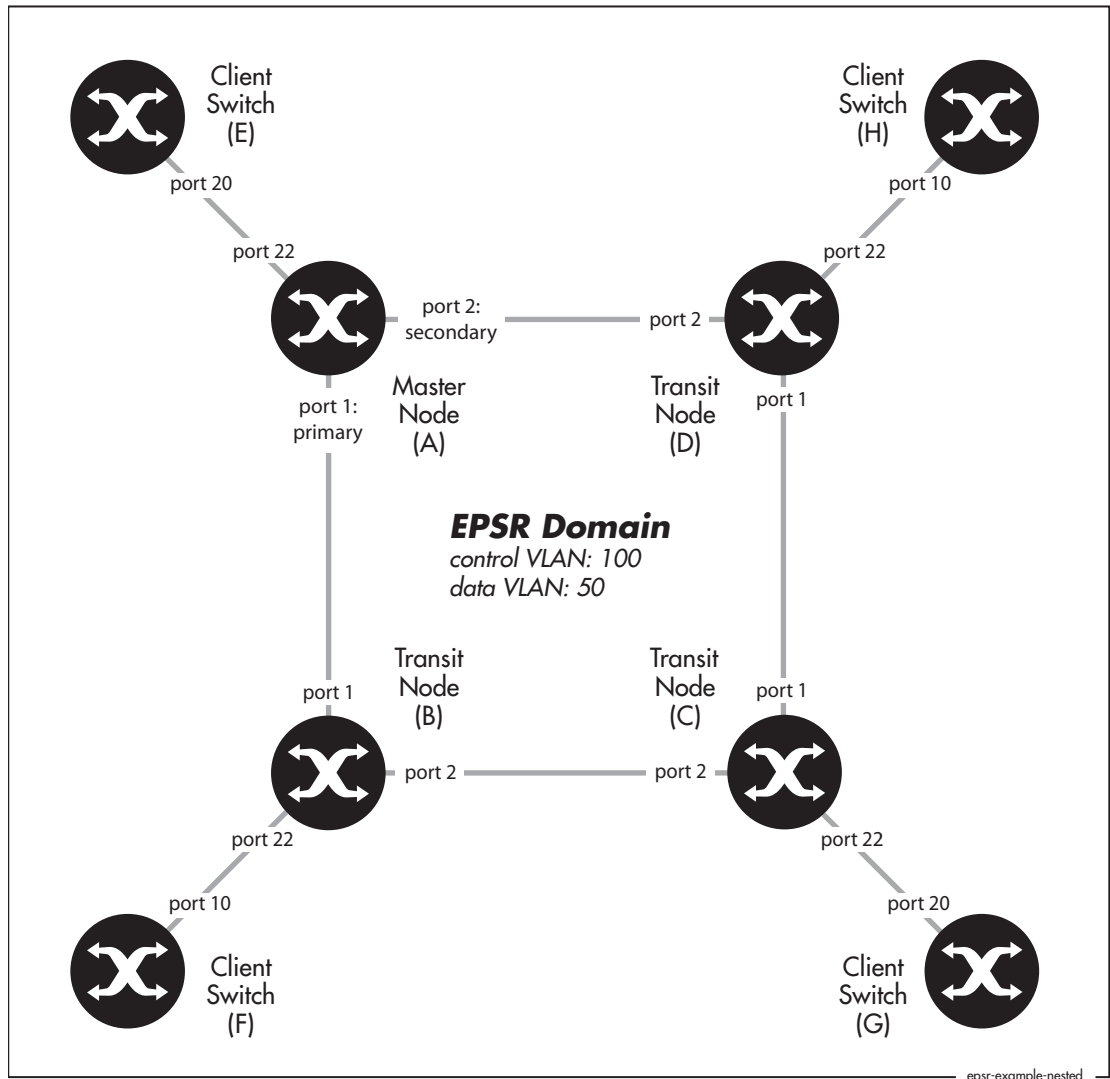 Client
Switch
(E)
Client
Switch
(H)
port 20
port 10
port 22
port 22
port 2:
secondary
port 2
Master
Node
(A)
Transit
Node
(D)
port 1:
primary
port 1
EPSR Domain
control VLAN: 100
data VLAN: 50
Transit
Node
(B)
Transit
Node
(C)
port 1
port 1
port 2
port 2
port 22
port 22
port 10
port 20
Client
Switch
(F)
Client
Switch
(G)
epsr-example-nested